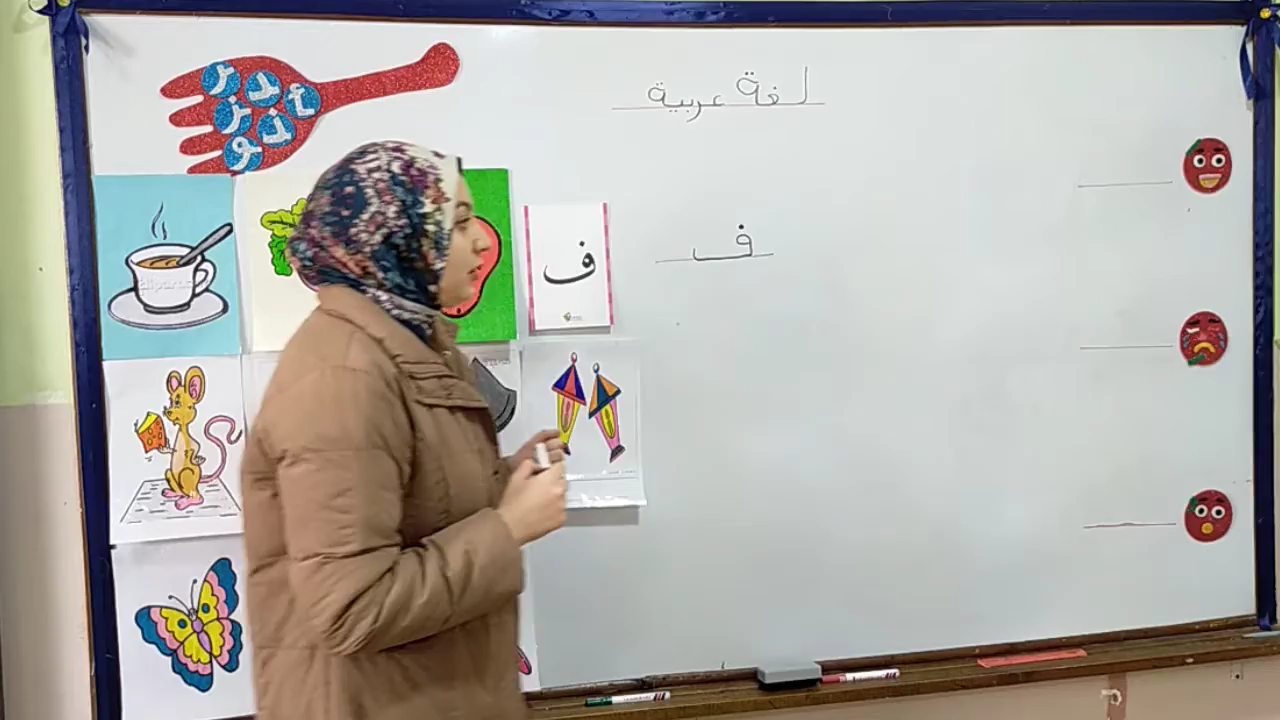 لغة عربية
أ د ر
ذ ز
و
ف
ف